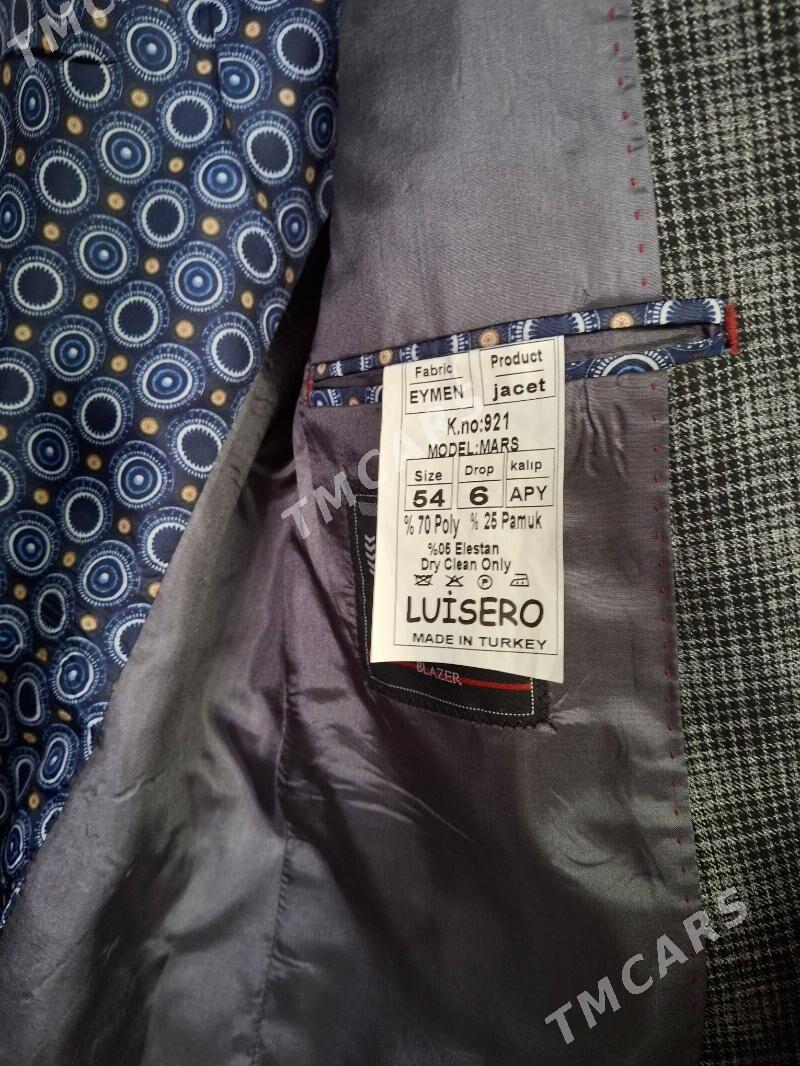 TMCARS
Fabric Product
EYMEN jacet
K.no:921
MODEL:MARS
Size Drop kalıp
54 6 APY
% 70 Poly % 25 Pamuk
%05 Elestan
Dry Clean Only
LUİSERO
MADE IN TURKEY
BLAZER
TMCARS
TMCARS